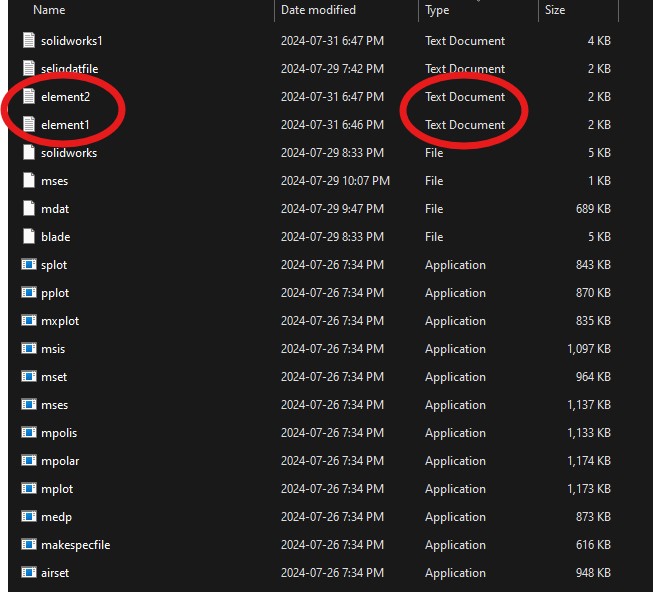 Name Date modified Type Size
solidworks1 2024-07-31 6:47 PM Text Document 4 KB
seligdatfile 2024-07-29 7:42 PM Text Document 2 KB
element2 2024-07-31 6:47 PM Text Document 2 KB
element1 2024-07-31 6:46 PM Text Document 2 KB
solidworks 2024-07-29 8:33 PM File 5 KB
mses 2024-07-29 10:07 PM File 1 KB
mdat 2024-07-29 9:47 PM File 689 KB
blade 2024-07-29 8:33 PM File 5 KB
splot 2024-07-26 7:34 PM Application 843 KB
pplot 2024-07-26 7:34 PM Application 870 KB
mxplot 2024-07-26 7:34 PM Application 835 KB
msis 2024-07-26 7:34 PM Application 1,097 KB
mset 2024-07-26 7:34 PM Application 964 KB
mses 2024-07-26 7:34 PM Application 1,137 KB
mpolis 2024-07-26 7:34 PM Application 1,133 KB
mpolar 2024-07-26 7:34 PM Application 1,174 KB
mplot 2024-07-26 7:34 PM Application 1,173 KB
medp 2024-07-26 7:34 PM Application 873 KB
makespecfile 2024-07-26 7:34 PM Application 616 KB
airset 2024-07-26 7:34 PM Application 948 KB